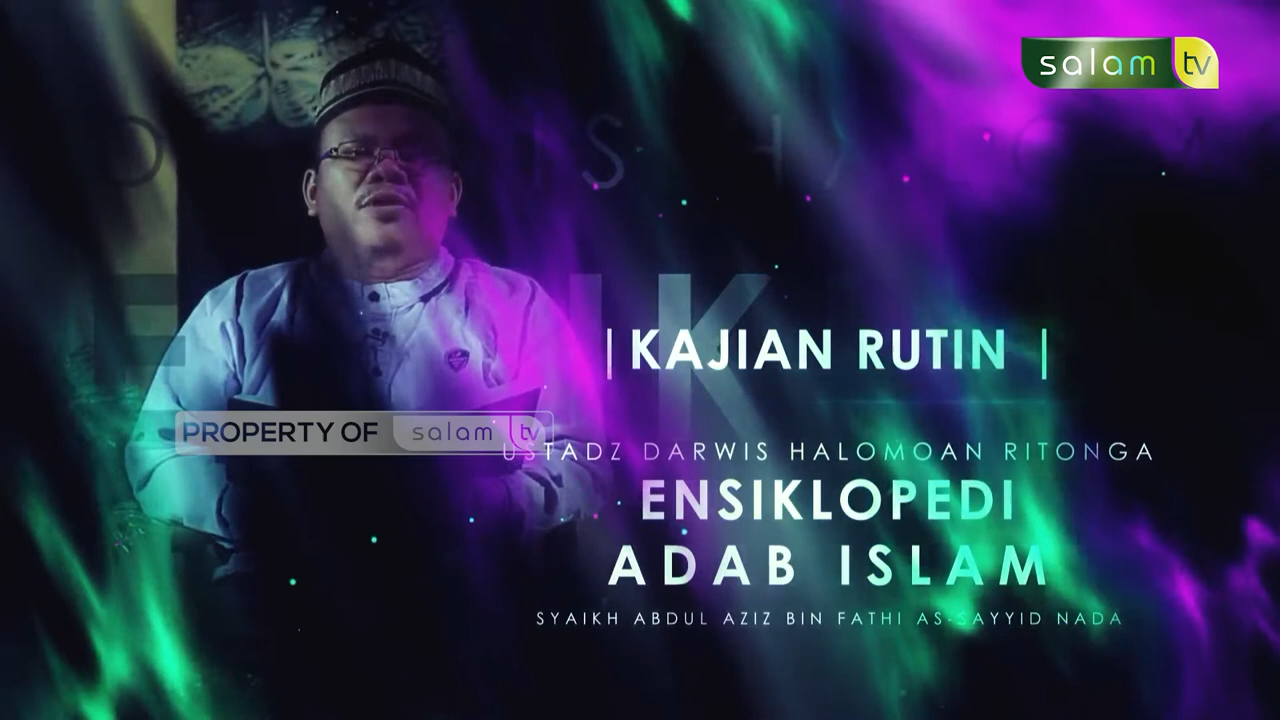 salam tv
| KAJIAN RUTIN |
PROPERTY OF salam tv
USTADZ DARWIS HALOMOAN RITONGA
ENSIKLOPEDI
ADAB ISLAM
SYAIKH ABDUL AZIZ BIN FATHI AS-SAYYID NADA